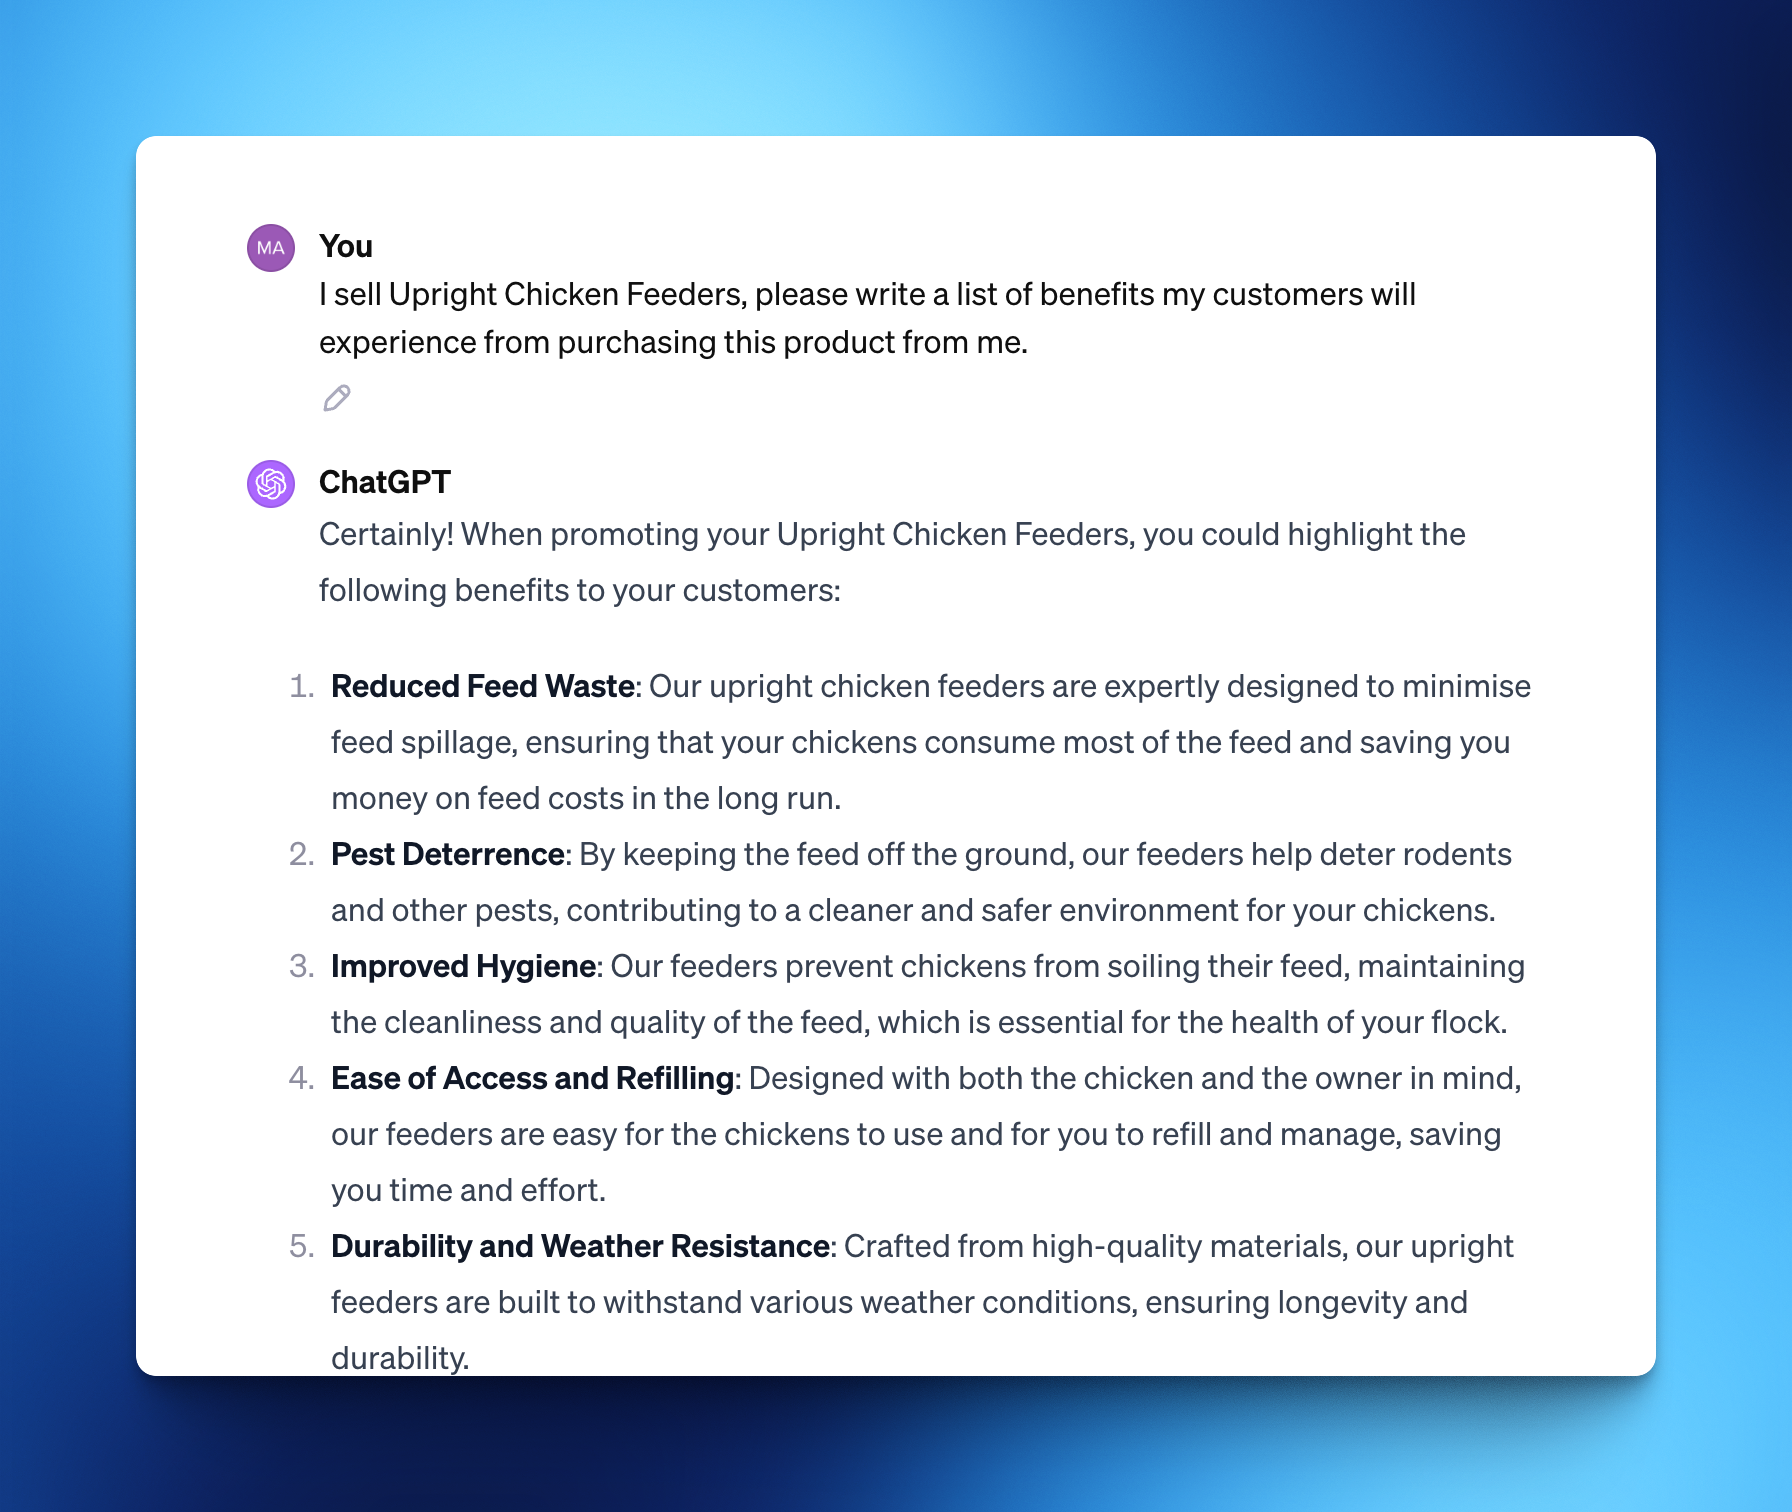 MA
You
I sell Upright Chicken Feeders, please write a list of benefits my customers will
experience from purchasing this product from me.
ChatGPT
Certainly! When promoting your Upright Chicken Feeders, you could highlight the
following benefits to your customers:
1. Reduced Feed Waste: Our upright chicken feeders are expertly designed to minimise
feed spillage, ensuring that your chickens consume most of the feed and saving you
money on feed costs in the long run.
2. Pest Deterrence: By keeping the feed off the ground, our feeders help deter rodents
and other pests, contributing to a cleaner and safer environment for your chickens.
3. Improved Hygiene: Our feeders prevent chickens from soiling their feed, maintaining
the cleanliness and quality of the feed, which is essential for the health of your flock.
4. Ease of Access and Refilling: Designed with both the chicken and the owner in mind,
our feeders are easy for the chickens to use and for you to refill and manage, saving
you time and effort.
5. Durability and Weather Resistance: Crafted from high-quality materials, our upright
feeders are built to withstand various weather conditions, ensuring longevity and
durability.